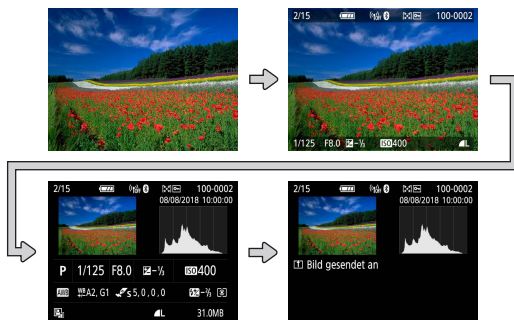 2/15 100-0002
1/125 F8.0 -⅓ ISO400 L
2/15 100-0002
08/08/2018 10:00:00
P 1/125 F8.0 -⅓ ISO400
AWB WB A2, G1 S 5, 0, 0, 0 -⅓
L 31.0MB
2/15 100-0002
08/08/2018 10:00:00
Bild gesendet an